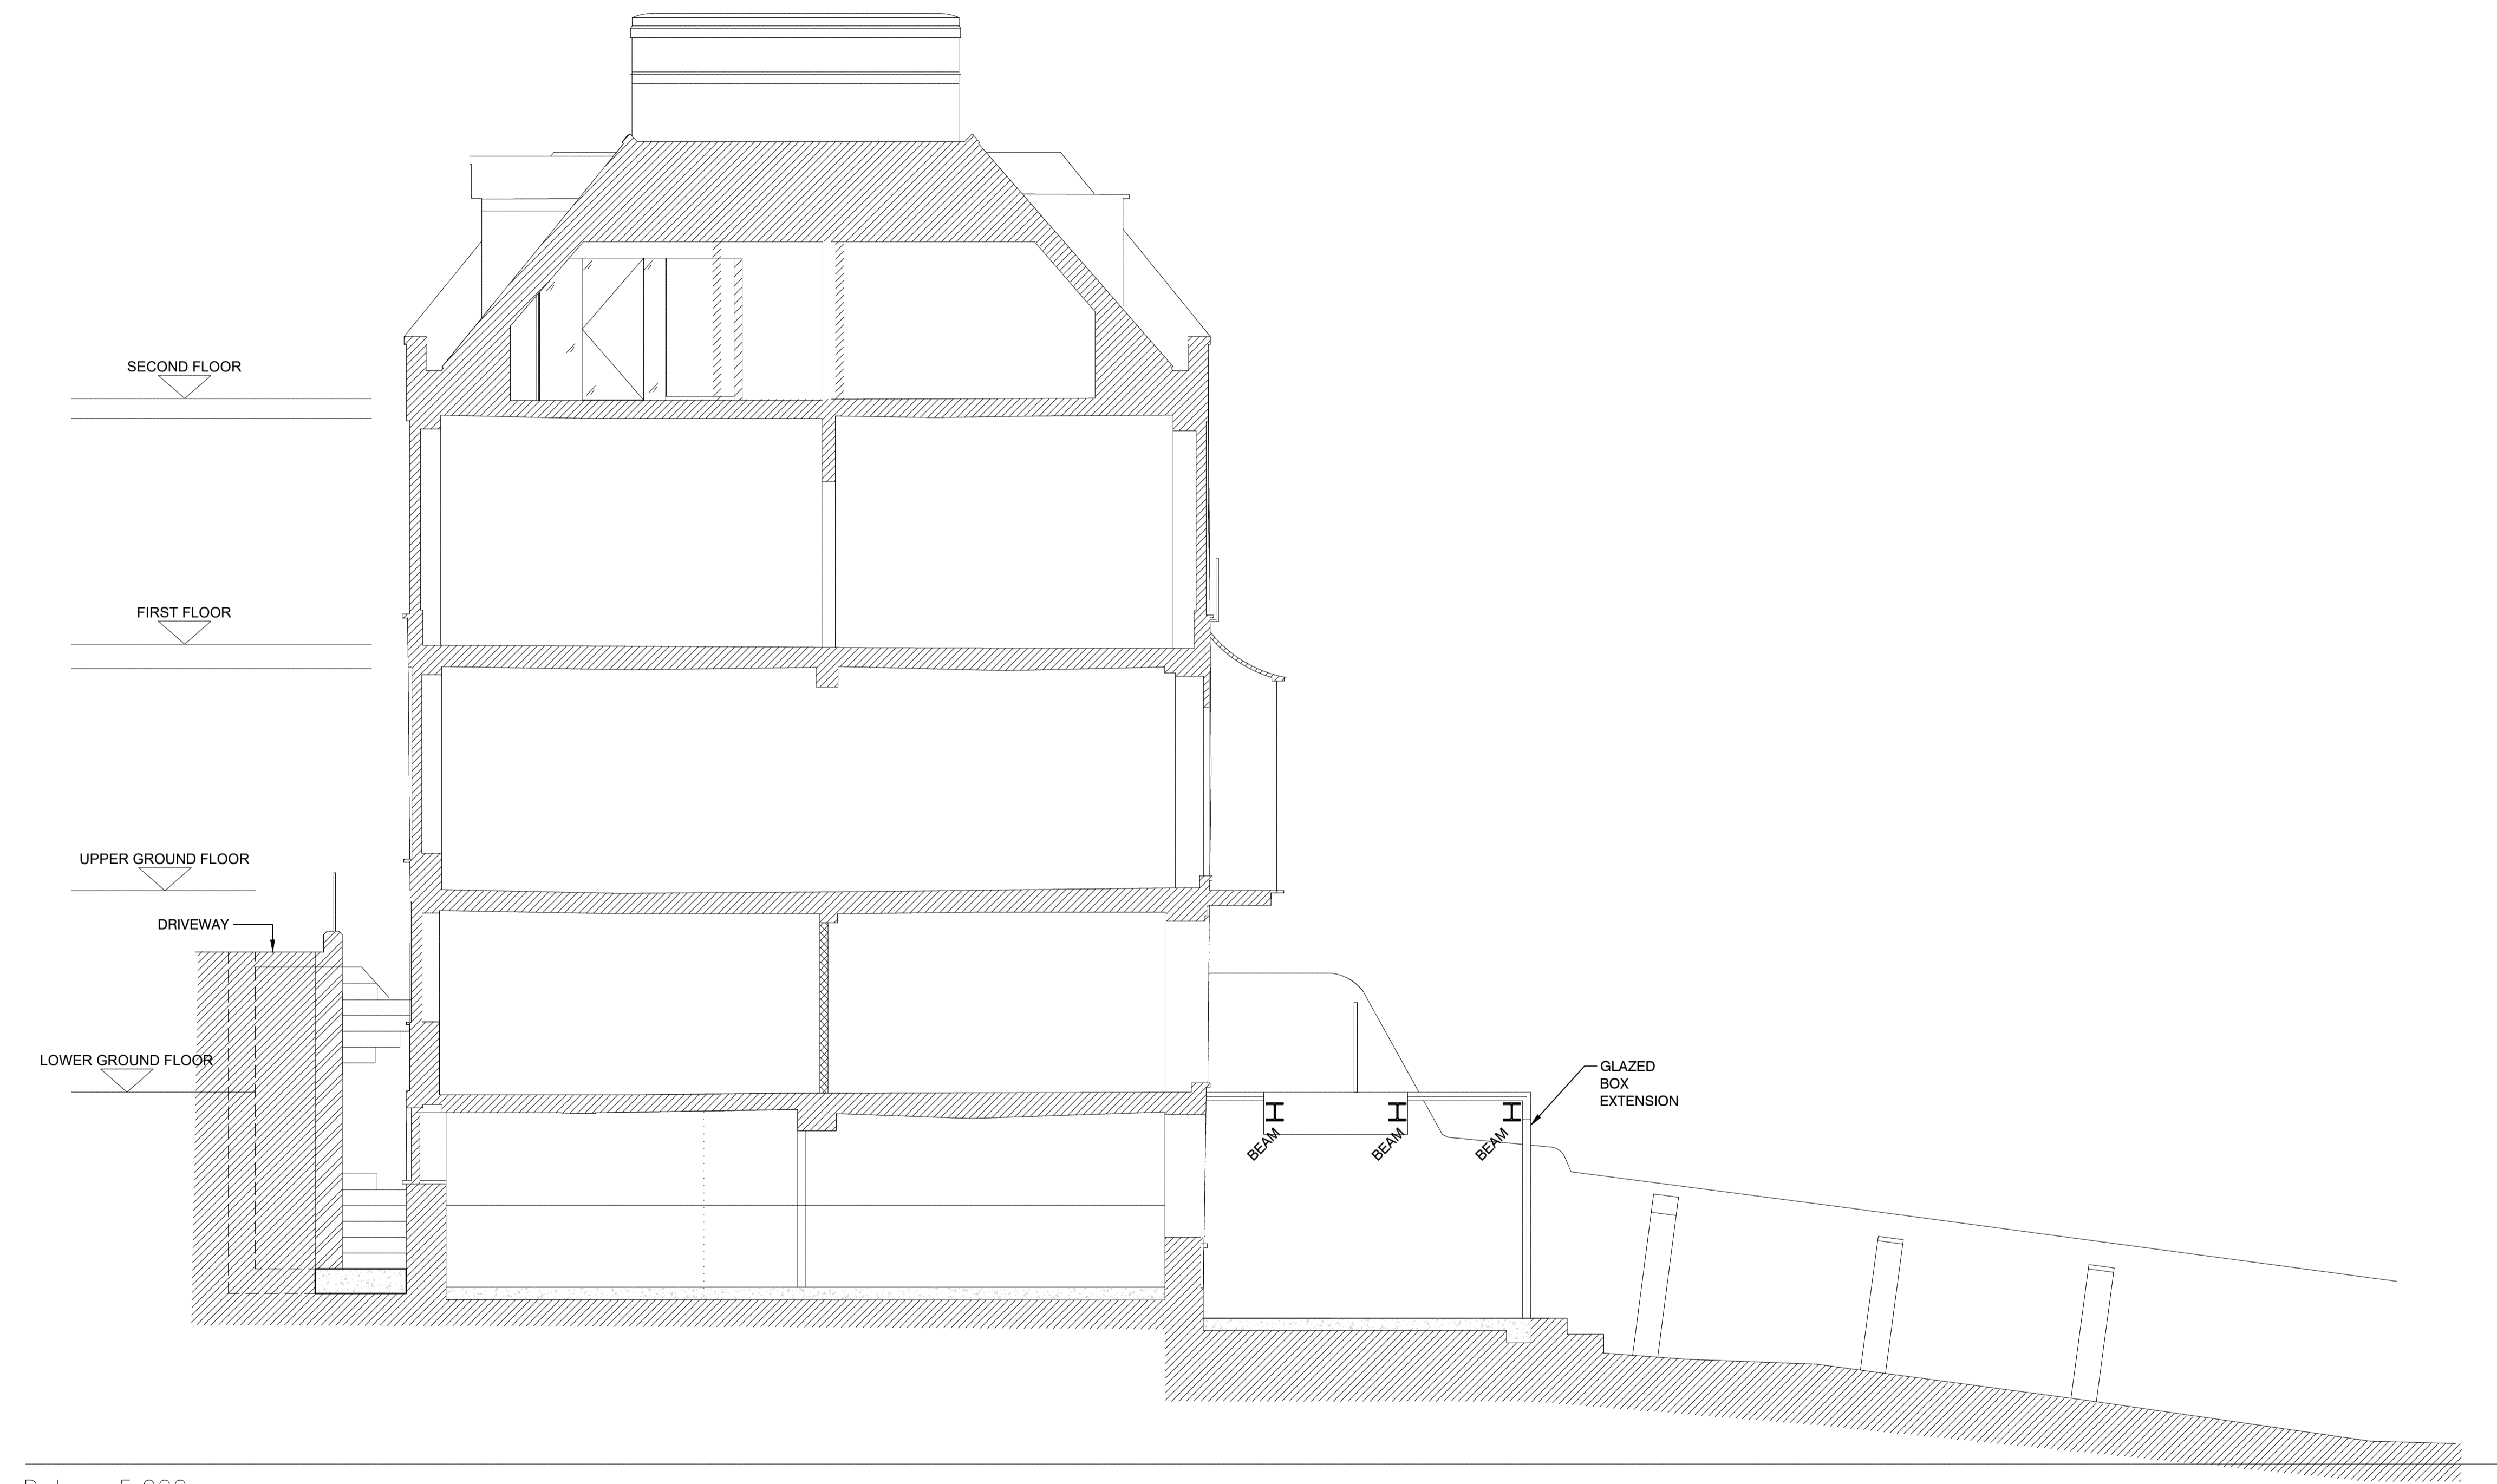 SECOND FLOOR
FIRST FLOOR
UPPER GROUND FLOOR
DRIVEWAY
LOWER GROUND FLOOR
GLAZED
BOX
EXTENSION
BEAM
BEAM
BEAM